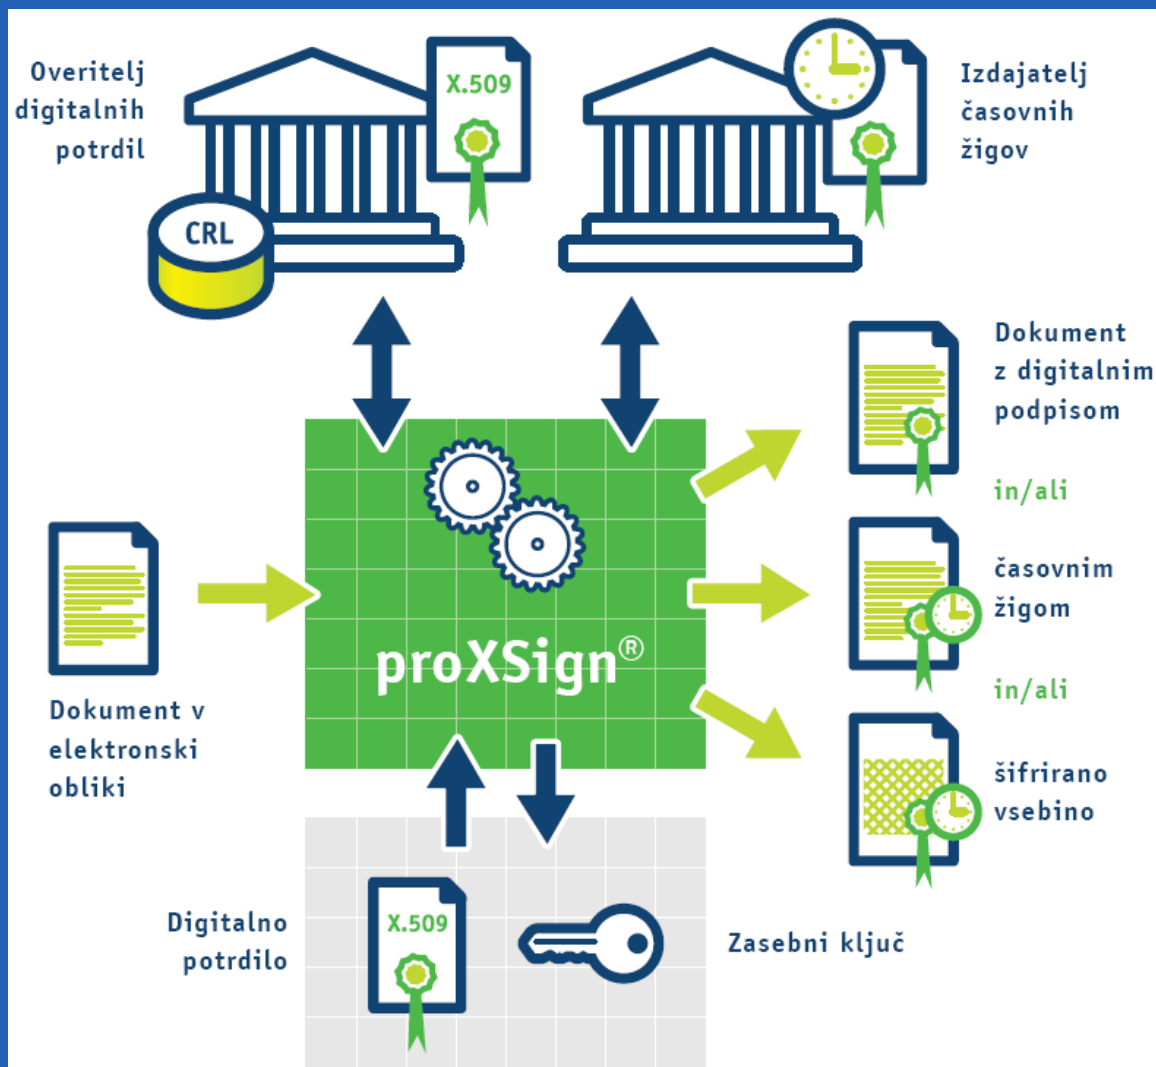 Overitelj
digitalnih
potrdil
X.509
CRL
Izdajatelj
časovnih
žigov
Dokument
z digitalnim
podpisom
in/ali
časovnim
žigom
in/ali
šifrirano
vsebino
Dokument v
elektronski
obliki
proXSign®
Digitalno
potrdilo
X.509
Zasebni ključ